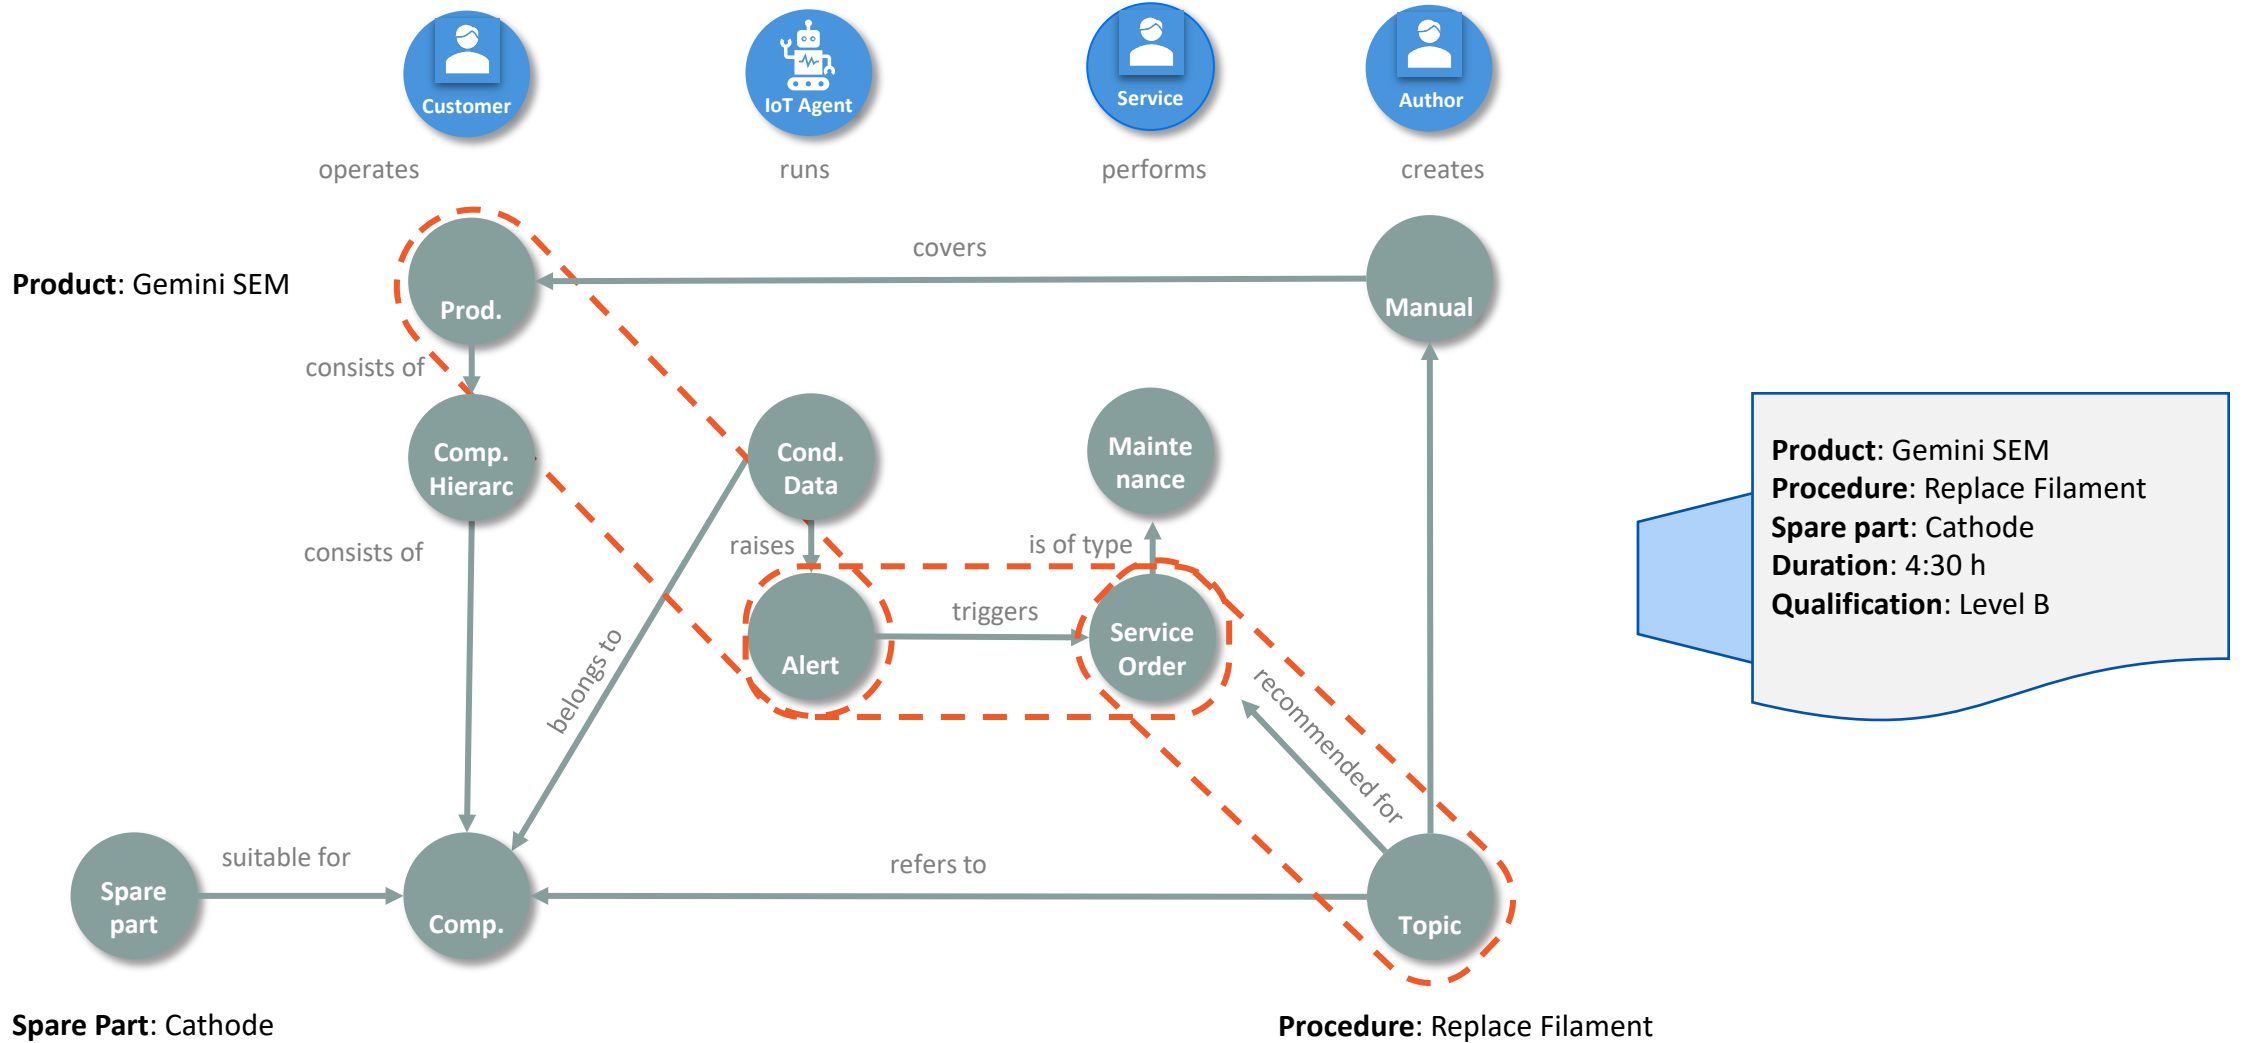 Customer
IoT Agent
Service
Author
operates
runs
performs
creates
covers
Product: Gemini SEM
Prod.
Manual
consists of
Comp.
Hierarc
Cond.
Data
Mainte
nance
Product: Gemini SEM
Procedure: Replace Filament
Spare part: Cathode
Duration: 4:30 h
Qualification: Level B
consists of
raises
is of type
triggers
Alert
Service
Order
belongs to
recommended for
suitable for
refers to
Spare
part
Comp.
Topic
Spare Part: Cathode
Procedure: Replace Filament